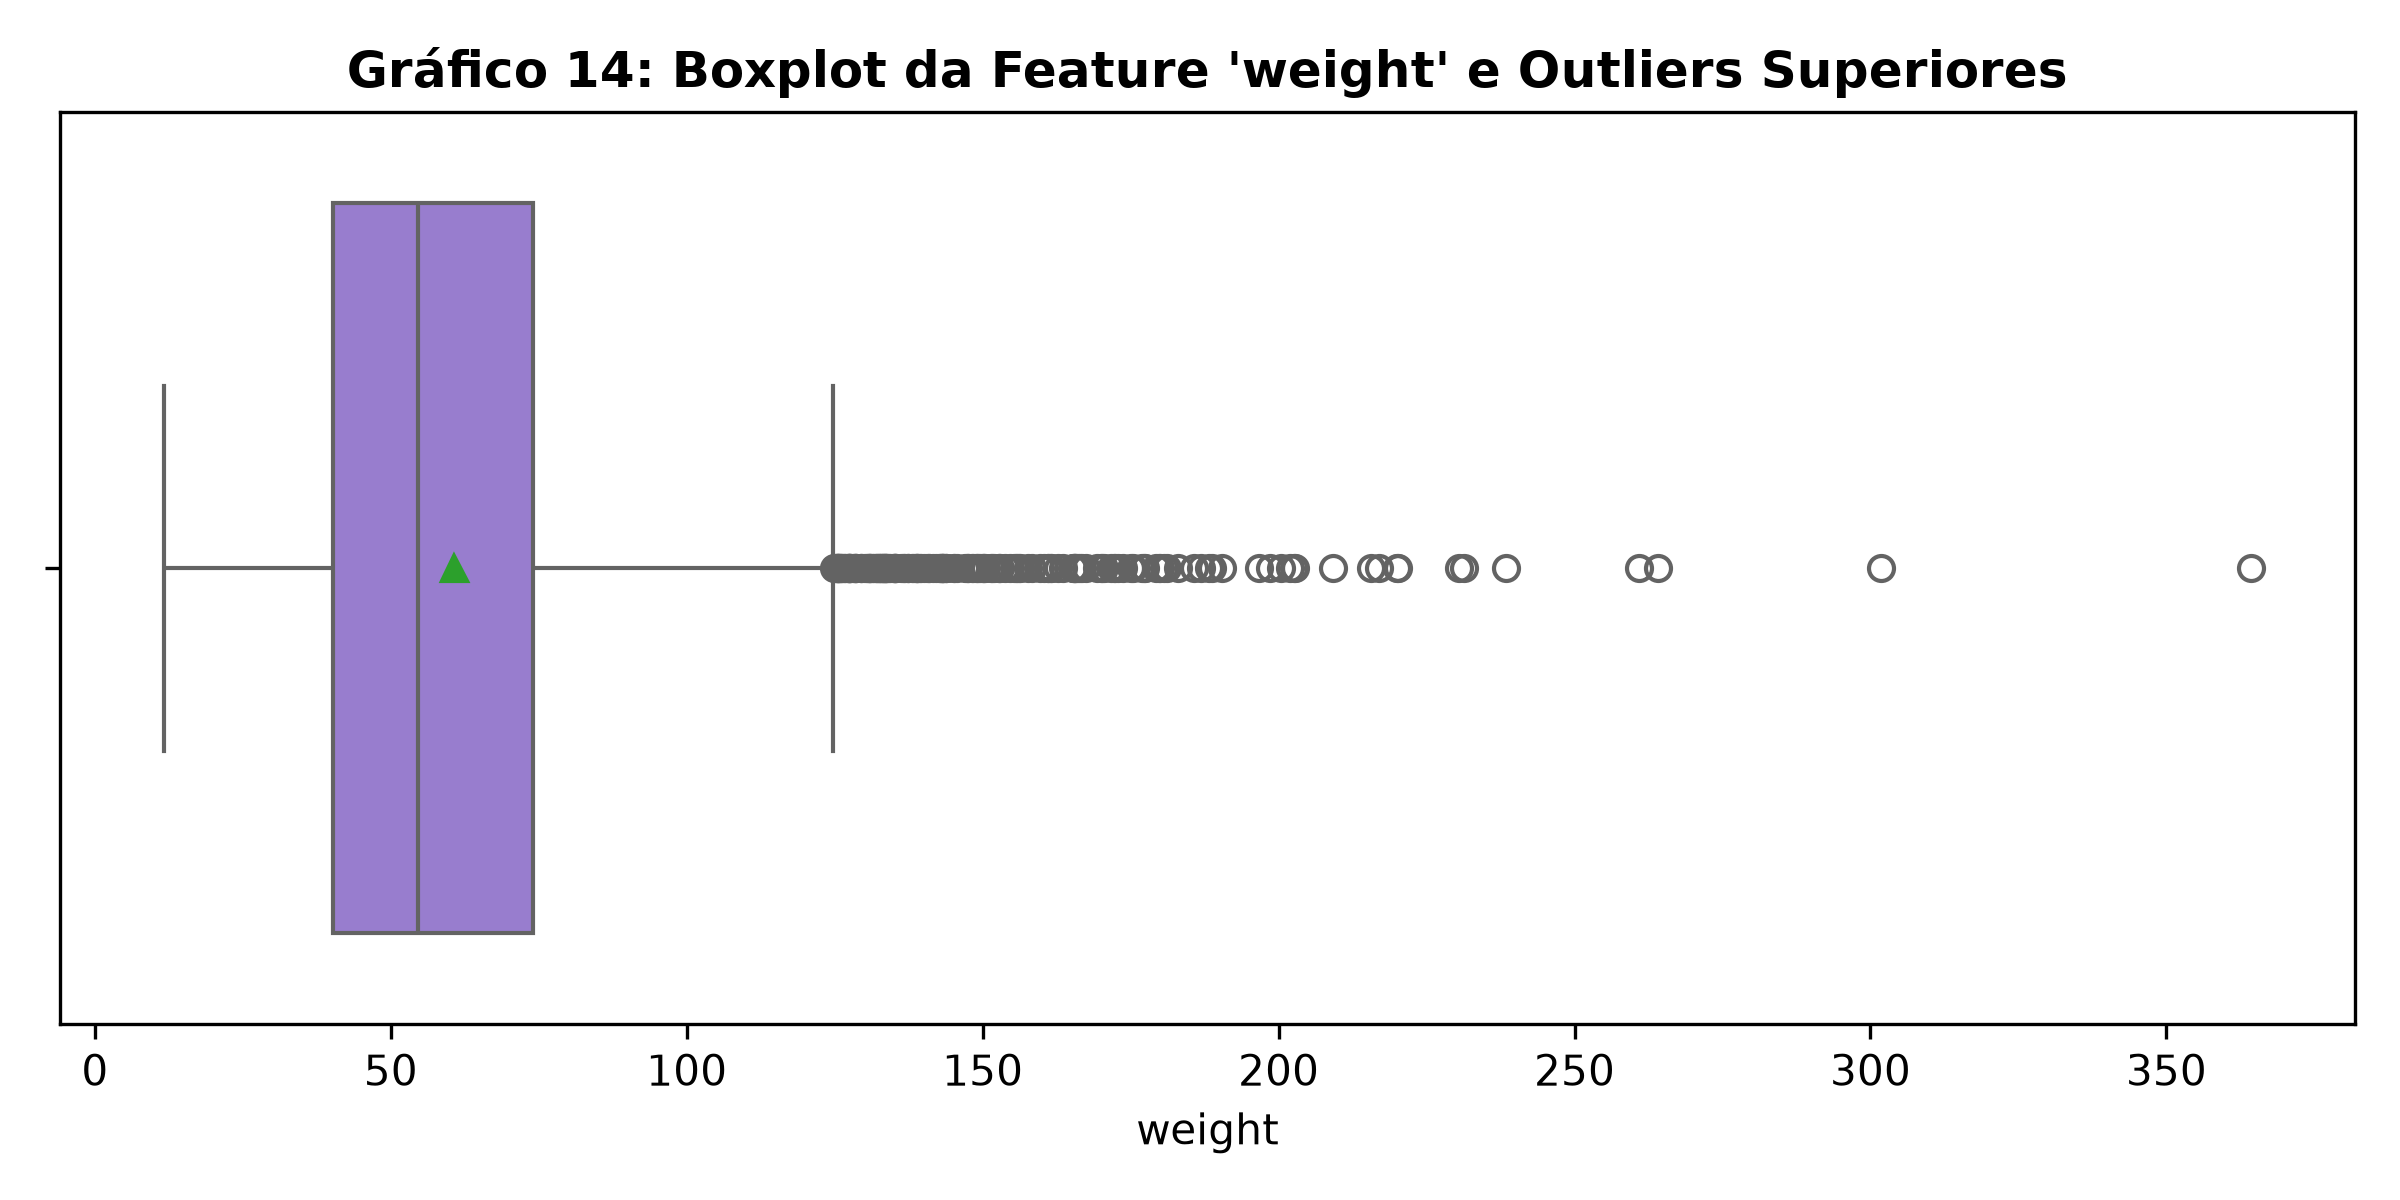 Gráfico 14: Boxplot da Feature 'weight' e Outliers Superiores
0 50 100 150 200 250 300 350
weight